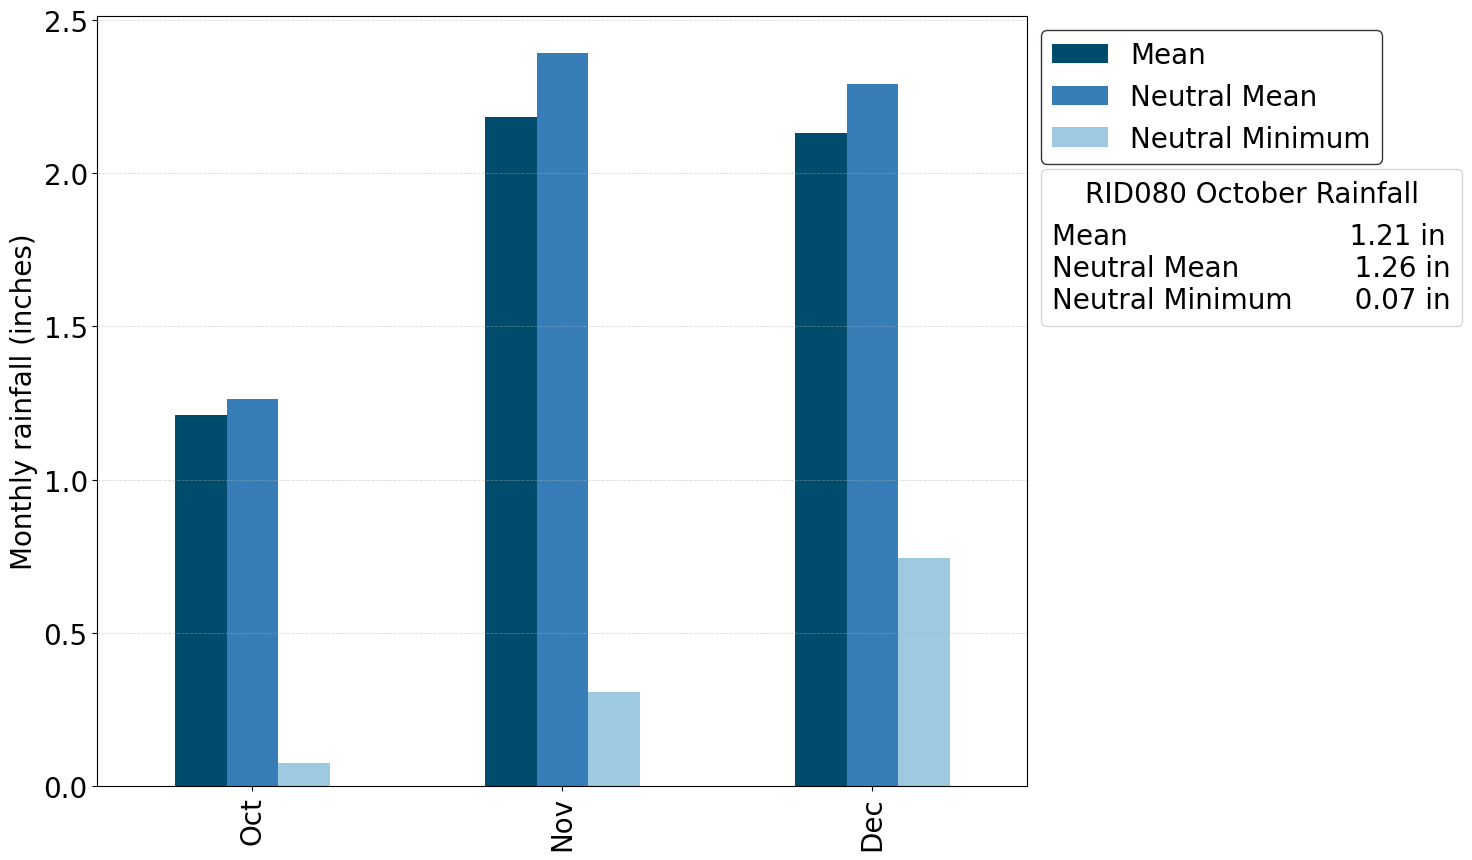 2.5
2.0
1.5
1.0
0.5
0.0
Monthly rainfall (inches)
Oct
Nov
Dec
Mean
Neutral Mean
Neutral Minimum
RID080 October Rainfall
Mean 1.21 in
Neutral Mean 1.26 in
Neutral Minimum 0.07 in